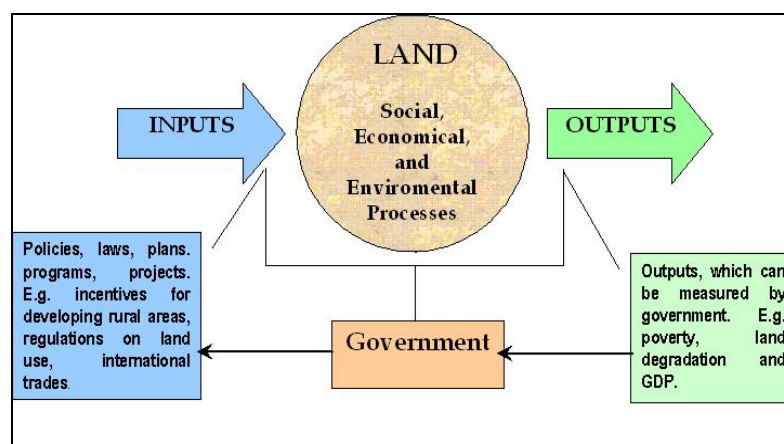 LAND
Social,
Economical,
and
Enviromental
Processes
INPUTS
OUTPUTS
Policies, laws, plans.
programs, projects.
E.g. incentives for
developing rural areas,
regulations on land
use, international
trades.
Government
Outputs, which can
be measured by
government. E.g.
poverty, land
degradation and
GDP.